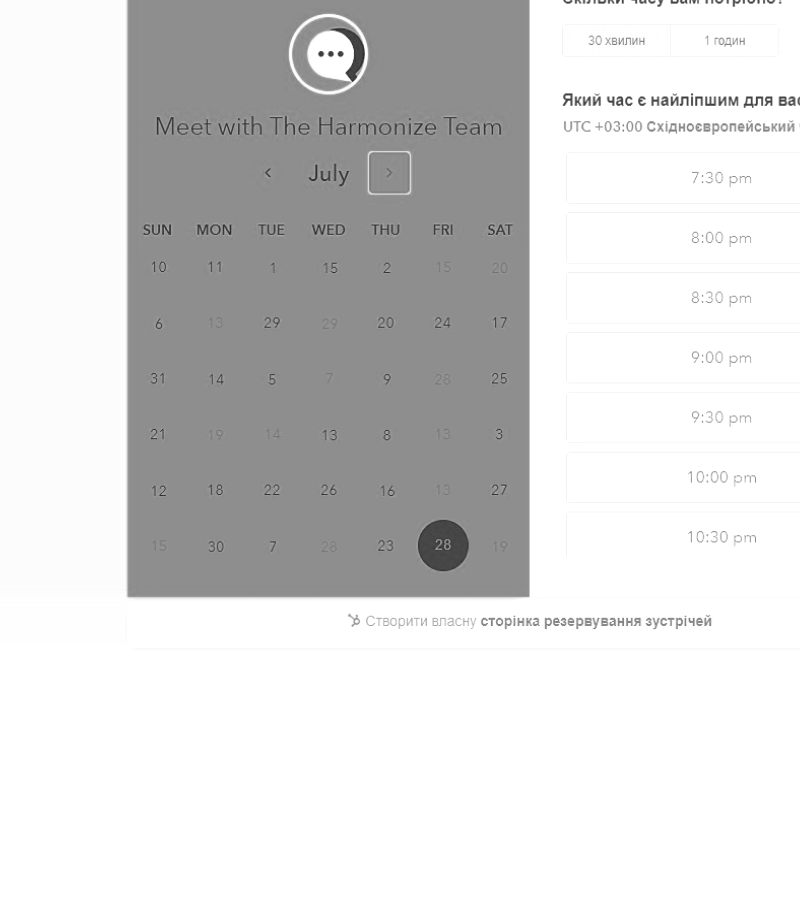 Meet with The Harmonize Team
July
SUN MON TUE WED THU FRI SAT
10 11 1 15 2 15 20
6 13 29 29 20 24 17
31 14 5 7 9 28 25
21 19 14 13 8 13 3
12 18 22 26 16 13 27
15 30 7 28 23 28 19
Скільки часу вам потрібно?
30 хвилин 1 годин
Який час є найліпшим для
UTC +03:00 Східноєвропейський
7:30 pm
8:00 pm
8:30 pm
9:00 pm
9:30 pm
10:00 pm
10:30 pm
Створити власну сторінка резервування зустрічей